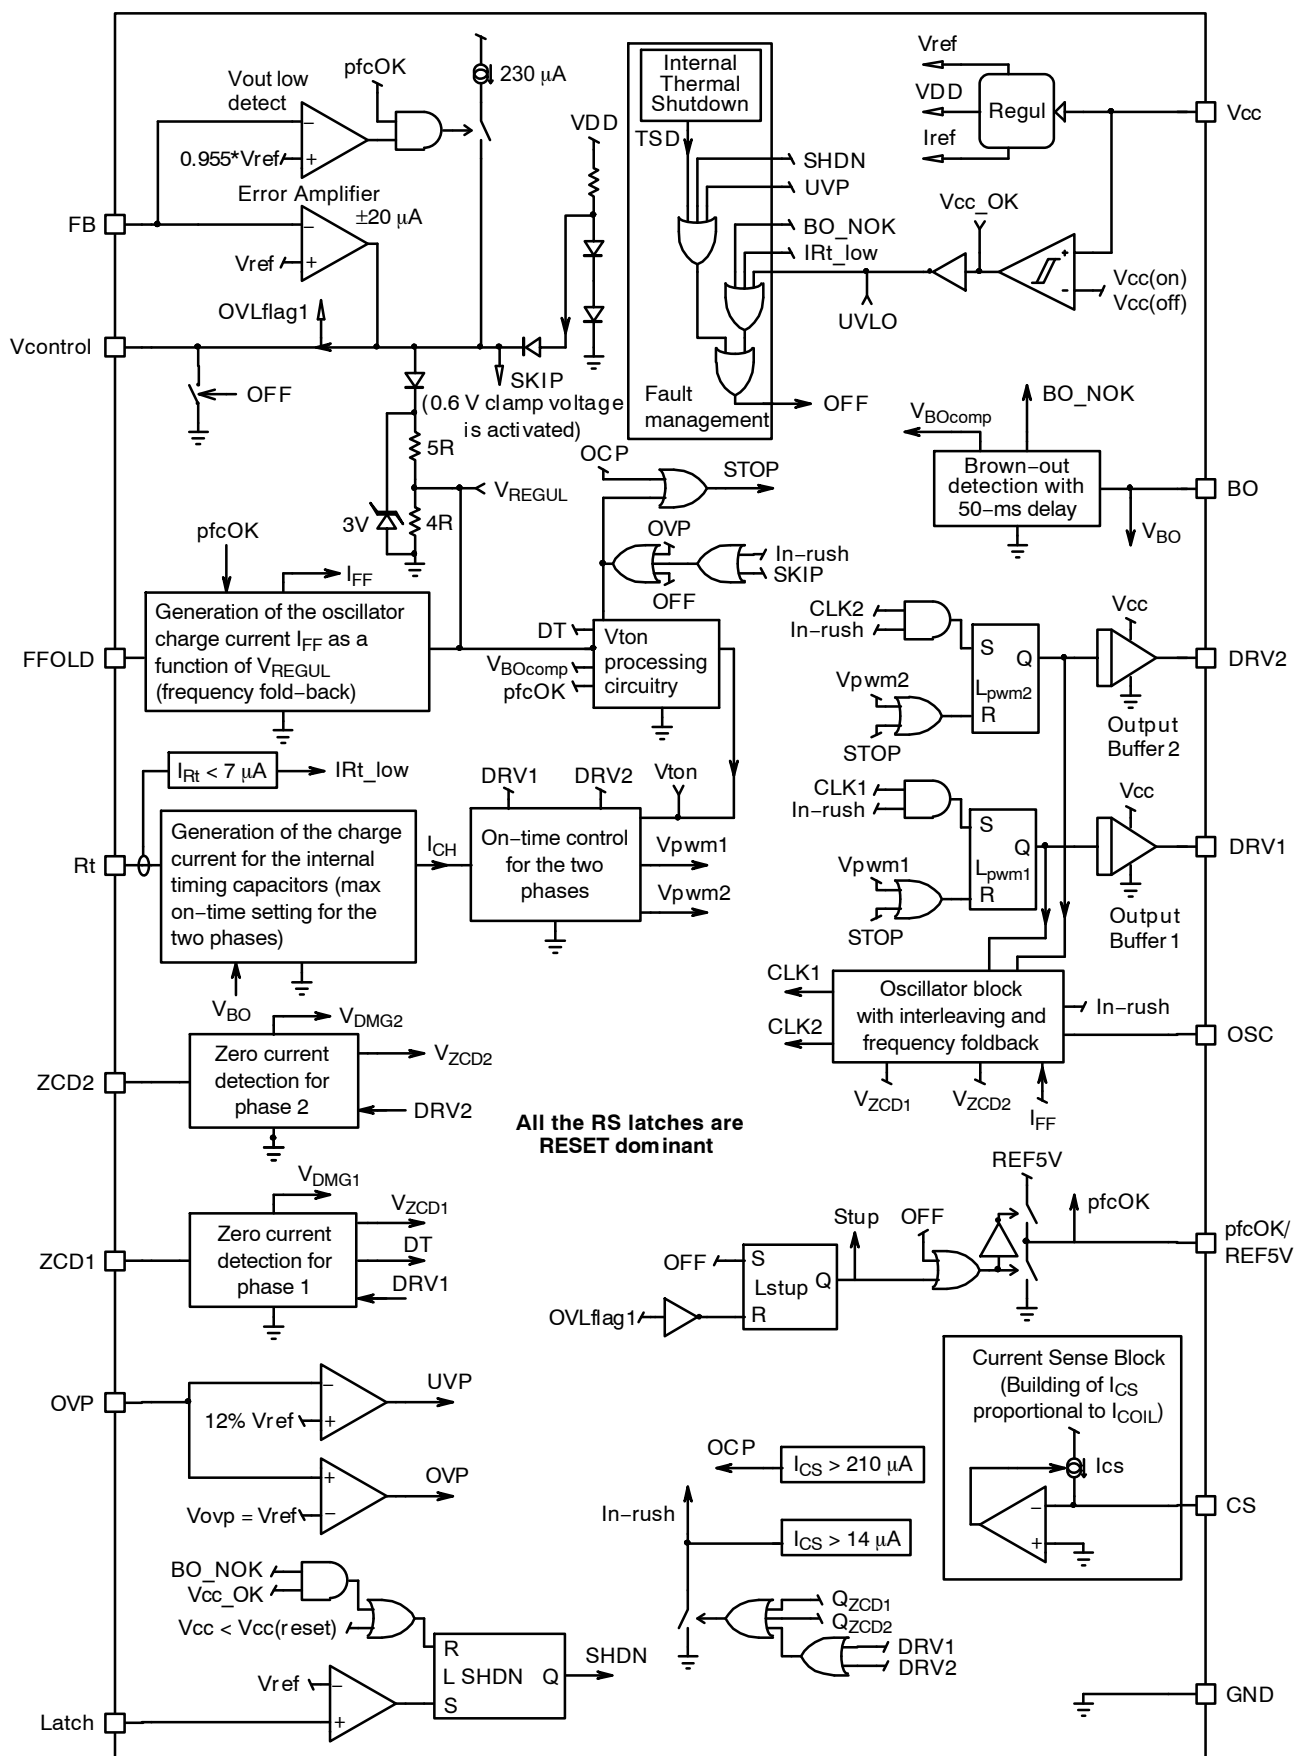 Vout low
detect
pfcOK
230 μA
0.955*Vref
Error Amplifier
±20 μA
FB
Vref
OVLflag1
Vcontrol
OFF
VDD
SKIP
(0.6 V clamp voltage
is activated)
Internal
Thermal
Shutdown
TSD
SHDN
UVP
BO_NOK
IRt_low
UVLO
Fault
management
OFF
Vref
VDD
Iref
Regul
Vcc
Vcc_OK
+
−
Vcc(on)
Vcc(off)
BO_NOK
VBOcomp
Brown−out
detection with
50−ms delay
BO
VBO
5R
4R
3V
VREGUL
OCP
STOP
OVP
OFF
In−rush
SKIP
pfcOK
IFF
Generation of the oscillator
charge current IFF as a
function of VREGUL
(frequency fold−back)
FFOLD
DT
VBOcomp
pfcOK
Vton
processing
circuitry
CLK2
In−rush
Vpwm2
STOP
S
Q
Lpwm2
R
Vcc
DRV2
Output
Buffer 2
IRt < 7 μA
IRt_low
Rt
Generation of the charge
current for the internal
timing capacitors (max
on−time setting for the
two phases)
ICH
VBO
DRV1
DRV2
Vton
On−time control
for the two
phases
Vpwm1
Vpwm2
CLK1
In−rush
Vpwm1
STOP
S
Q
Lpwm1
R
Vcc
DRV1
Output
Buffer 1
CLK1
CLK2
Oscillator block
with interleaving and
frequency foldback
In−rush
OSC
VZCD1
VZCD2
IFF
VDMG2
Zero current
detection for
phase 2
VZCD2
DRV2
ZCD2
All the RS latches are
RESET dominant
VDMG1
Zero current
detection for
phase 1
VZCD1
DT
DRV1
ZCD1
OFF
OVLflag1
S
Lstup
Q
R
Stup
OFF
REF5V
pfcOK
pfcOK/
REF5V
OVP
−
12% Vref
+
UVP
+
Vovp = Vref
−
OVP
OCP
ICS > 210 μA
In−rush
ICS > 14 μA
QZCD1
QZCD2
DRV1
DRV2
Current Sense Block
(Building of ICS
proportional to ICOIL)
Ics
−
+
CS
BO_NOK
Vcc_OK
Vcc < Vcc(reset)
R
L SHDN
Q
S
SHDN
Vref
−
+
Latch
GND